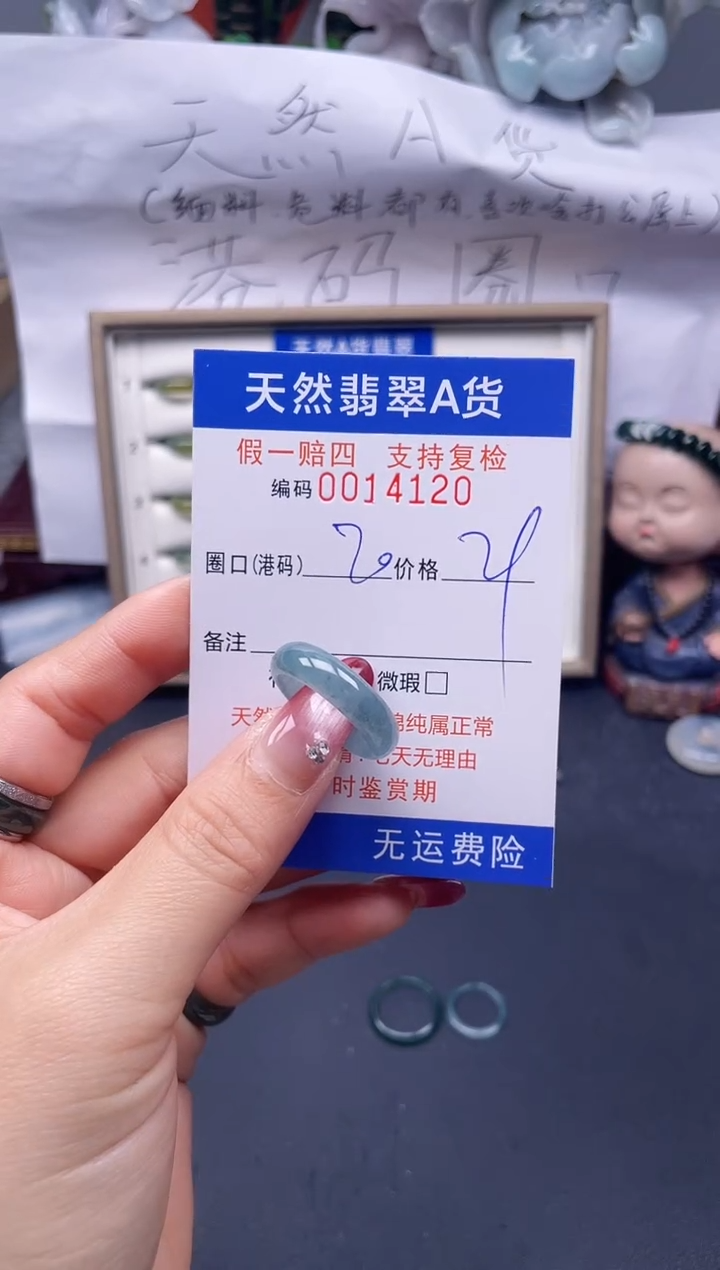 天然A货
港码圈口
天然A货翡翠
天然翡翠A货
假一赔四 支持复检
编码0014120
圈口(港码) 20 价格
备注
微瑕□
天然 棉纯属正常
七天无理由
时鉴赏期
无运费险